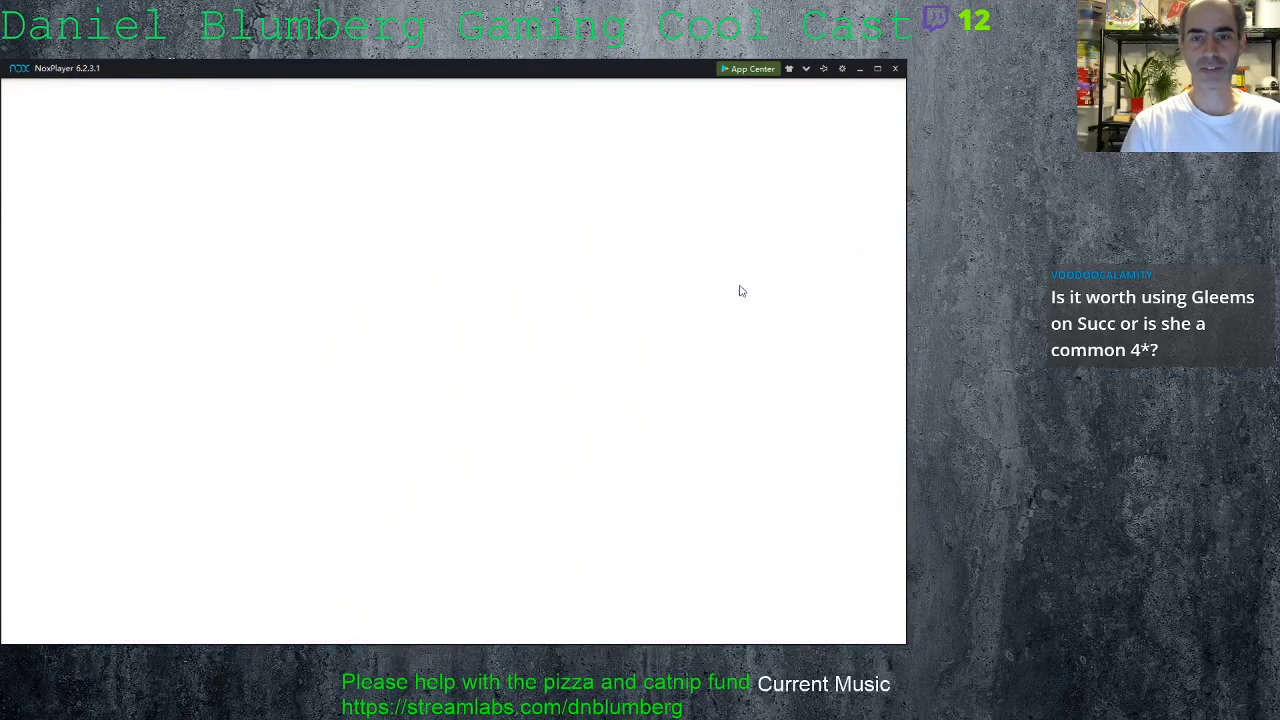 Daniel Blumberg Gaming Cool Cast 12
nox NoxPlayer 6.2.3.1 App Center
VOODOOCALAMITY
Is it worth using Gleems
on Succ or is she a
common 4*?
Please help with the pizza and catnip fund Current Music
https://streamlabs.com/dnblumberg